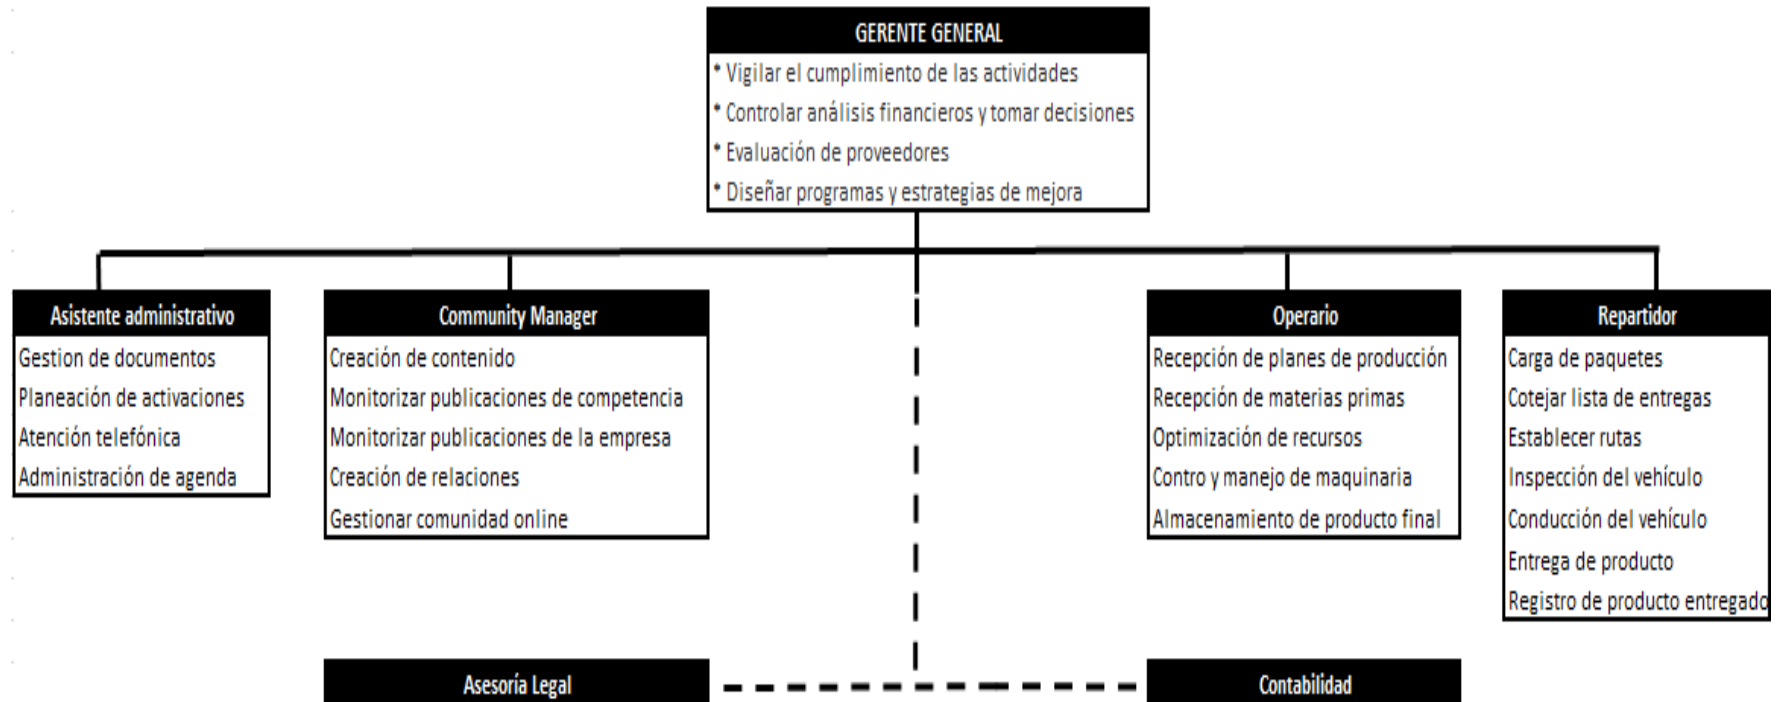 GERENTE GENERAL
* Vigilar el cumplimiento de las actividades
* Controlar análisis financieros y tomar decisiones
* Evaluación de proveedores
* Diseñar programas y estrategias de mejora
Asistente administrativo
Gestion de documentos
Planeación de activaciones
Atención telefónica
Administración de agenda
Community Manager
Creación de contenido
Monitorizar publicaciones de competencia
Monitorizar publicaciones de la empresa
Creación de relaciones
Gestionar comunidad online
Operario
Recepción de planes de producción
Recepción de materias primas
Optimización de recursos
Contro y manejo de maquinaria
Almacenamiento de producto final
Repartidor
Carga de paquetes
Cotejar lista de entregas
Establecer rutas
Inspección del vehículo
Conducción del vehículo
Entrega de producto
Registro de producto entregado
Asesoría Legal
Contabilidad